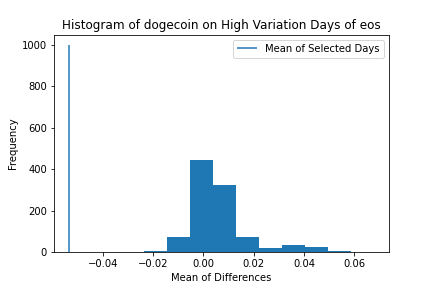 Histogram of dogecoin on High Variation Days of eos
Mean of Selected Days
1000
800
600
400
200
0
Frequency
−0.04 −0.02 0.00 0.02 0.04 0.06
Mean of Differences